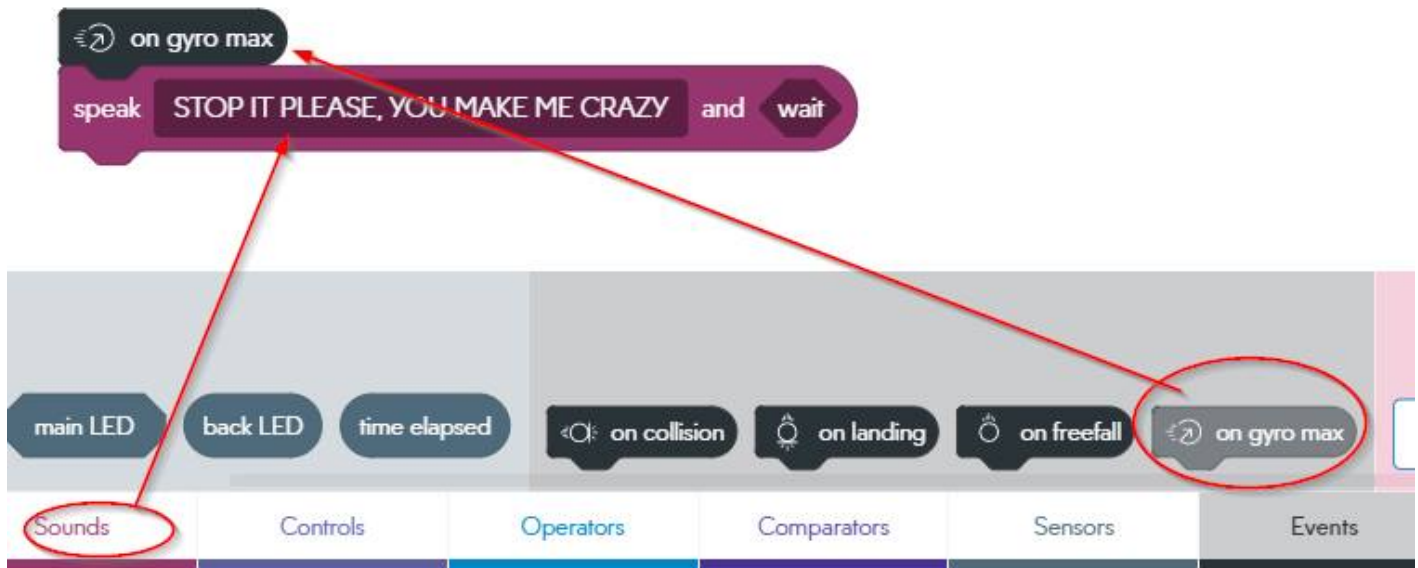 on gyro max
speak STOP IT PLEASE, YOU MAKE ME CRAZY and wait
main LED back LED time elapsed on collision on landing on freefall on gyro max
Sounds Controls Operators Comparators Sensors Events